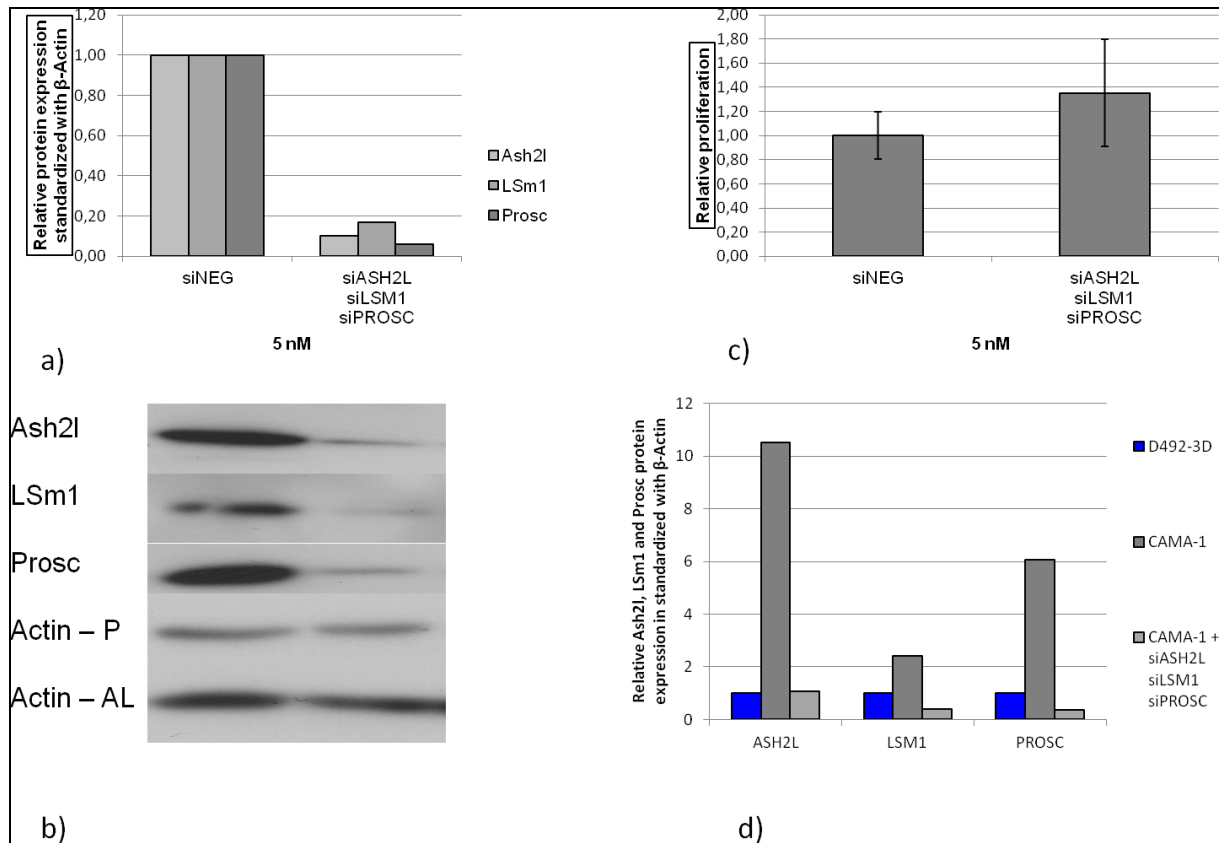 Relative protein expression
standardized with β-Actin
1,20
1,00
0,80
0,60
0,40
0,20
0,00
siNEG
siASH2L
siLSM1
siPROSC
5 nM
Ash2l
LSm1
Prosc
a)
Relative proliferation
2,00
1,80
1,60
1,40
1,20
1,00
0,80
0,60
0,40
0,20
0,00
siNEG
siASH2L
siLSM1
siPROSC
5 nM
c)
Ash2l
LSm1
Prosc
Actin – P
Actin – AL
b)
Relative Ash2l, LSm1 and Prosc protein
expression in standardized with β-Actin
12
10
8
6
4
2
0
ASH2L
LSM1
PROSC
D492-3D
CAMA-1
CAMA-1 +
siASH2L
siLSM1
siPROSC
d)